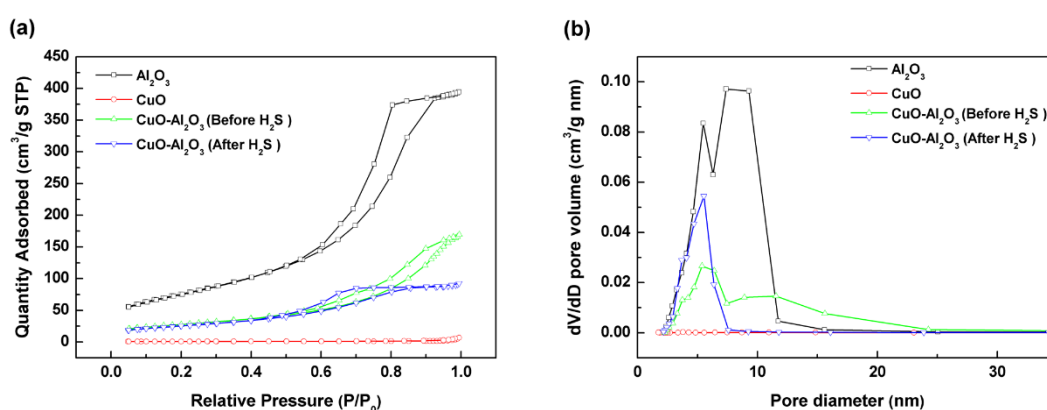 (a)
450
400
350
300
250
200
150
100
50
0
Quantity Adsorbed (cm³/g STP)
Al₂O₃
CuO
CuO-Al₂O₃ (Before H₂S )
CuO-Al₂O₃ (After H₂S )
0.0 0.2 0.4 0.6 0.8 1.0
Relative Pressure (P/P₀)
(b)
0.10
0.08
0.06
0.04
0.02
0.00
dV/dD pore volume (cm³/g nm)
Al₂O₃
CuO
CuO-Al₂O₃ (Before H₂S )
CuO-Al₂O₃ (After H₂S )
0 10 20 30
Pore diameter (nm)